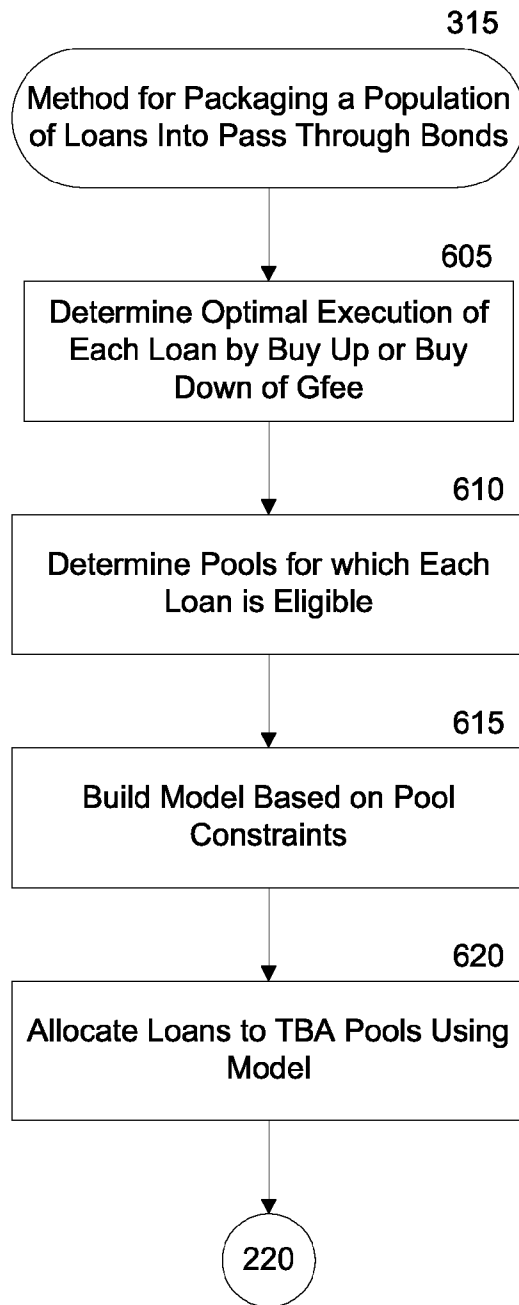 315
Method for Packaging a Population
of Loans Into Pass Through Bonds
605
Determine Optimal Execution of
Each Loan by Buy Up or Buy
Down of Gfee
610
Determine Pools for which Each
Loan is Eligible
615
Build Model Based on Pool
Constraints
620
Allocate Loans to TBA Pools Using
Model
220